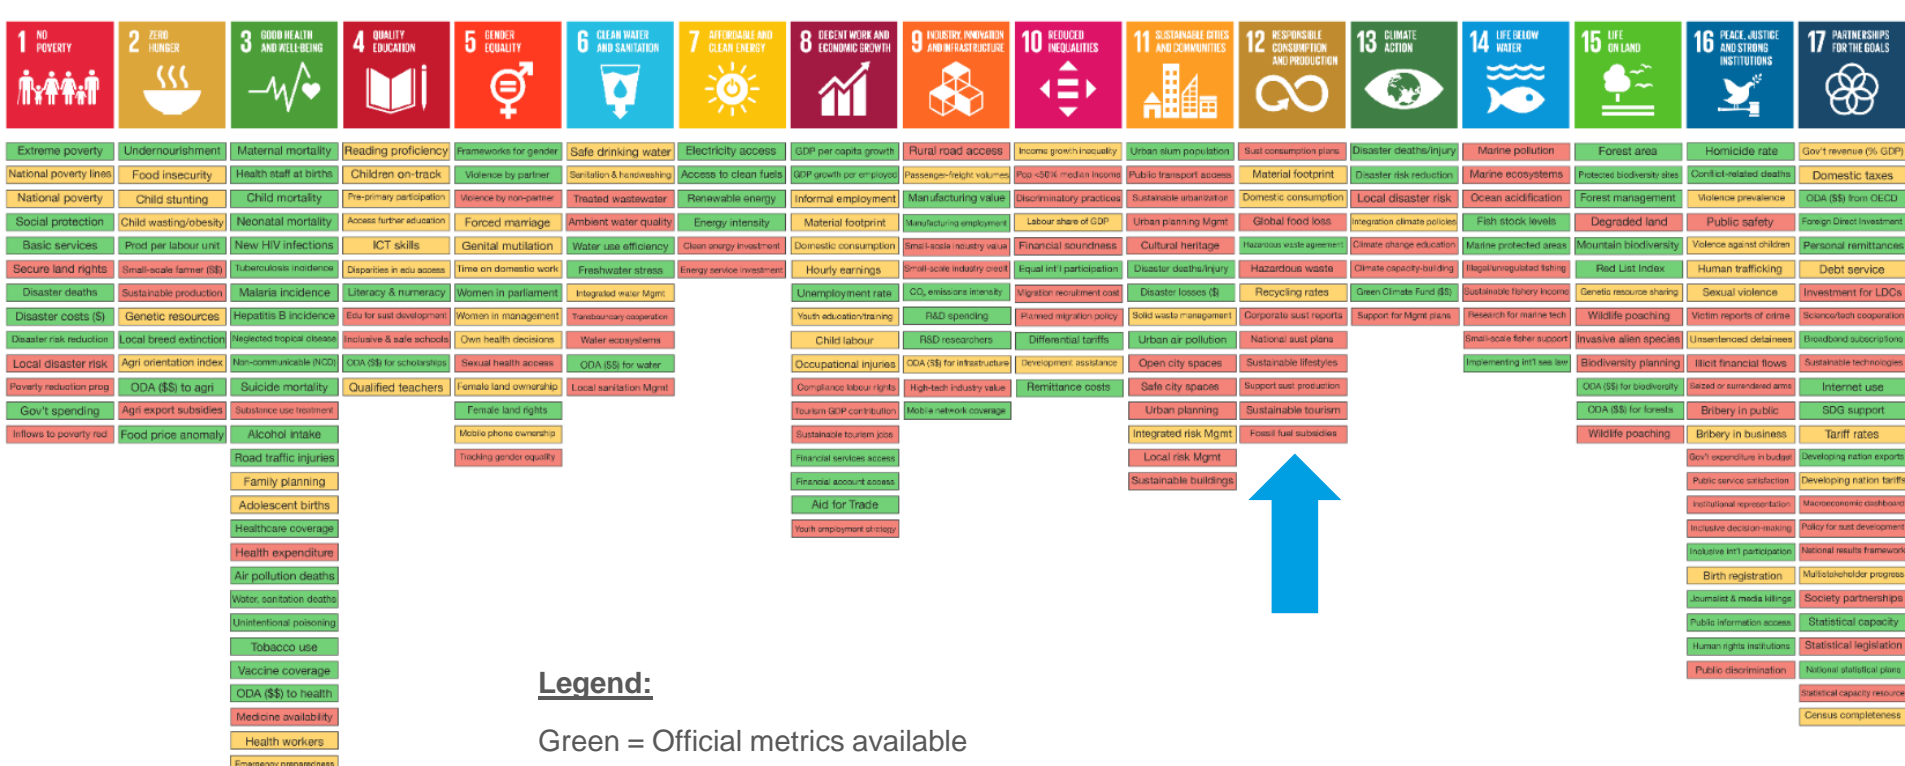 1 NO POVERTY
Extreme poverty
National poverty lines
National poverty
Social protection
Basic services
Secure land rights
Disaster deaths
Disaster costs ($)
Disaster risk reduction
Local disaster risk
Poverty reduction prog
Gov't spending
Inflows to poverty red
2 ZERO HUNGER
Undernourishment
Food insecurity
Child stunting
Child wasting/obesity
Prod per labour unit
Small-scale farmer ($$)
Sustainable production
Genetic resources
Local breed extinction
Agri orientation index
ODA ($$) to agri
Agri export subsidies
Food price anomaly
3 GOOD HEALTH AND WELL-BEING
Maternal mortality
Health staff at births
Child mortality
Neonatal mortality
New HIV infections
Tuberculosis incidence
Malaria incidence
Hepatitis B incidence
Neglected tropical disease
Non-communicable (NCD)
Suicide mortality
Substance use treatment
Alcohol intake
Road traffic injuries
Family planning
Adolescent births
Healthcare coverage
Health expenditure
Air pollution deaths
Water, sanitation deaths
Unintentional poisoning
Tobacco use
Vaccine coverage
ODA ($$) to health
Medicine availability
Health workers
Emergency preparedness
4 QUALITY EDUCATION
Reading proficiency
Children on-track
Pre-primary participation
Access further education
ICT skills
Disparities in edu access
Literacy & numeracy
Edu for sust development
Inclusive & safe schools
ODA ($$) for scholarships
Qualified teachers
5 GENDER EQUALITY
Frameworks for gender
Violence by partner
Violence by non-partner
Forced marriage
Genital mutilation
Time on domestic work
Women in parliament
Women in management
Own health decisions
Sexual health access
Female land ownership
Female land rights
Mobile phone ownership
Tracking gender equality
6 CLEAN WATER AND SANITATION
Safe drinking water
Sanitation & handwashing
Treated wastewater
Ambient water quality
Water use efficiency
Freshwater stress
Integrated water Mgmt
Transboundary cooperation
Water ecosystems
ODA ($$) for water
Local sanitation Mgmt
7 AFFORDABLE AND CLEAN ENERGY
Electricity access
Access to clean fuels
Renewable energy
Energy intensity
Clean energy investment
Energy service investment
8 DECENT WORK AND ECONOMIC GROWTH
GDP per capita growth
GDP growth per employed
Informal employment
Material footprint
Domestic consumption
Hourly earnings
Unemployment rate
Youth education/training
Child labour
Occupational injuries
Compliance labour rights
Tourism GDP contribution
Sustainable tourism jobs
Financial services access
Financial account access
Aid for Trade
Youth employment strategy
9 INDUSTRY, INNOVATION AND INFRASTRUCTURE
Rural road access
Passenger-freight volumes
Manufacturing value
Manufacturing employment
Small-scale industry value
Small-scale industry credit
CO₂ emissions intensity
R&D spending
R&D researchers
ODA ($$) for infrastructure
High-tech industry value
Mobile network coverage
10 REDUCED INEQUALITIES
Income growth inequality
Pop <50% median income
Discriminatory practices
Labour share of GDP
Financial soundness
Equal int'l participation
Migration recruitment cost
Planned migration policy
Differential tariffs
Development assistance
Remittance costs
11 SUSTAINABLE CITIES AND COMMUNITIES
Urban slum population
Public transport access
Sustainable urbanization
Urban planning Mgmt
Cultural heritage
Disaster deaths/injury
Disaster losses ($)
Solid waste management
Urban air pollution
Open city spaces
Safe city spaces
Urban planning
Integrated risk Mgmt
Local risk Mgmt
Sustainable buildings
12 RESPONSIBLE CONSUMPTION AND PRODUCTION
Sust consumption plans
Material footprint
Domestic consumption
Global food loss
Hazardous waste agreement
Hazardous waste
Recycling rates
Corporate sust reports
National sust plans
Sustainable lifestyles
Support sust production
Sustainable tourism
Fossil fuel subsidies
13 CLIMATE ACTION
Disaster deaths/injury
Disaster risk reduction
Local disaster risk
Integration climate policies
Climate change education
Climate capacity-building
Green Climate Fund ($$)
Support for Mgmt plans
14 LIFE BELOW WATER
Marine pollution
Marine ecosystems
Ocean acidification
Fish stock levels
Marine protected areas
Illegal/unregulated fishing
Sustainable fishery income
Research for marine tech
Small-scale fisher support
Implementing int'l sea law
15 LIFE ON LAND
Forest area
Protected biodiversity sites
Forest management
Degraded land
Mountain biodiversity
Red List Index
Genetic resource sharing
Wildlife poaching
Invasive alien species
Biodiversity planning
ODA ($$) for biodiversity
ODA ($$) for forests
Wildlife poaching
16 PEACE, JUSTICE AND STRONG INSTITUTIONS
Homicide rate
Conflict-related deaths
Violence prevalence
Public safety
Violence against children
Human trafficking
Sexual violence
Victim reports of crime
Unsentenced detainees
Illicit financial flows
Seized or surrendered arms
Bribery in public
Bribery in business
Gov't expenditure in budget
Public service satisfaction
Institutional representation
Inclusive decision-making
Inclusive int'l participation
Birth registration
Journalist & media killings
Public information access
Human rights institutions
Public discrimination
17 PARTNERSHIPS FOR THE GOALS
Gov't revenue (% GDP)
Domestic taxes
ODA ($$) from OECD
Foreign Direct Investment
Personal remittances
Debt service
Investment for LDCs
Science/tech cooperation
Broadband subscriptions
Sustainable technologies
Internet use
SDG support
Tariff rates
Developing nation exports
Developing nation tariffs
Macroeconomic dashboard
Policy for sust development
National results framework
Multistakeholder progress
Society partnerships
Statistical capacity
Statistical legislation
National statistical plans
Statistical capacity resource
Census completeness
Legend:
Green = Official metrics available